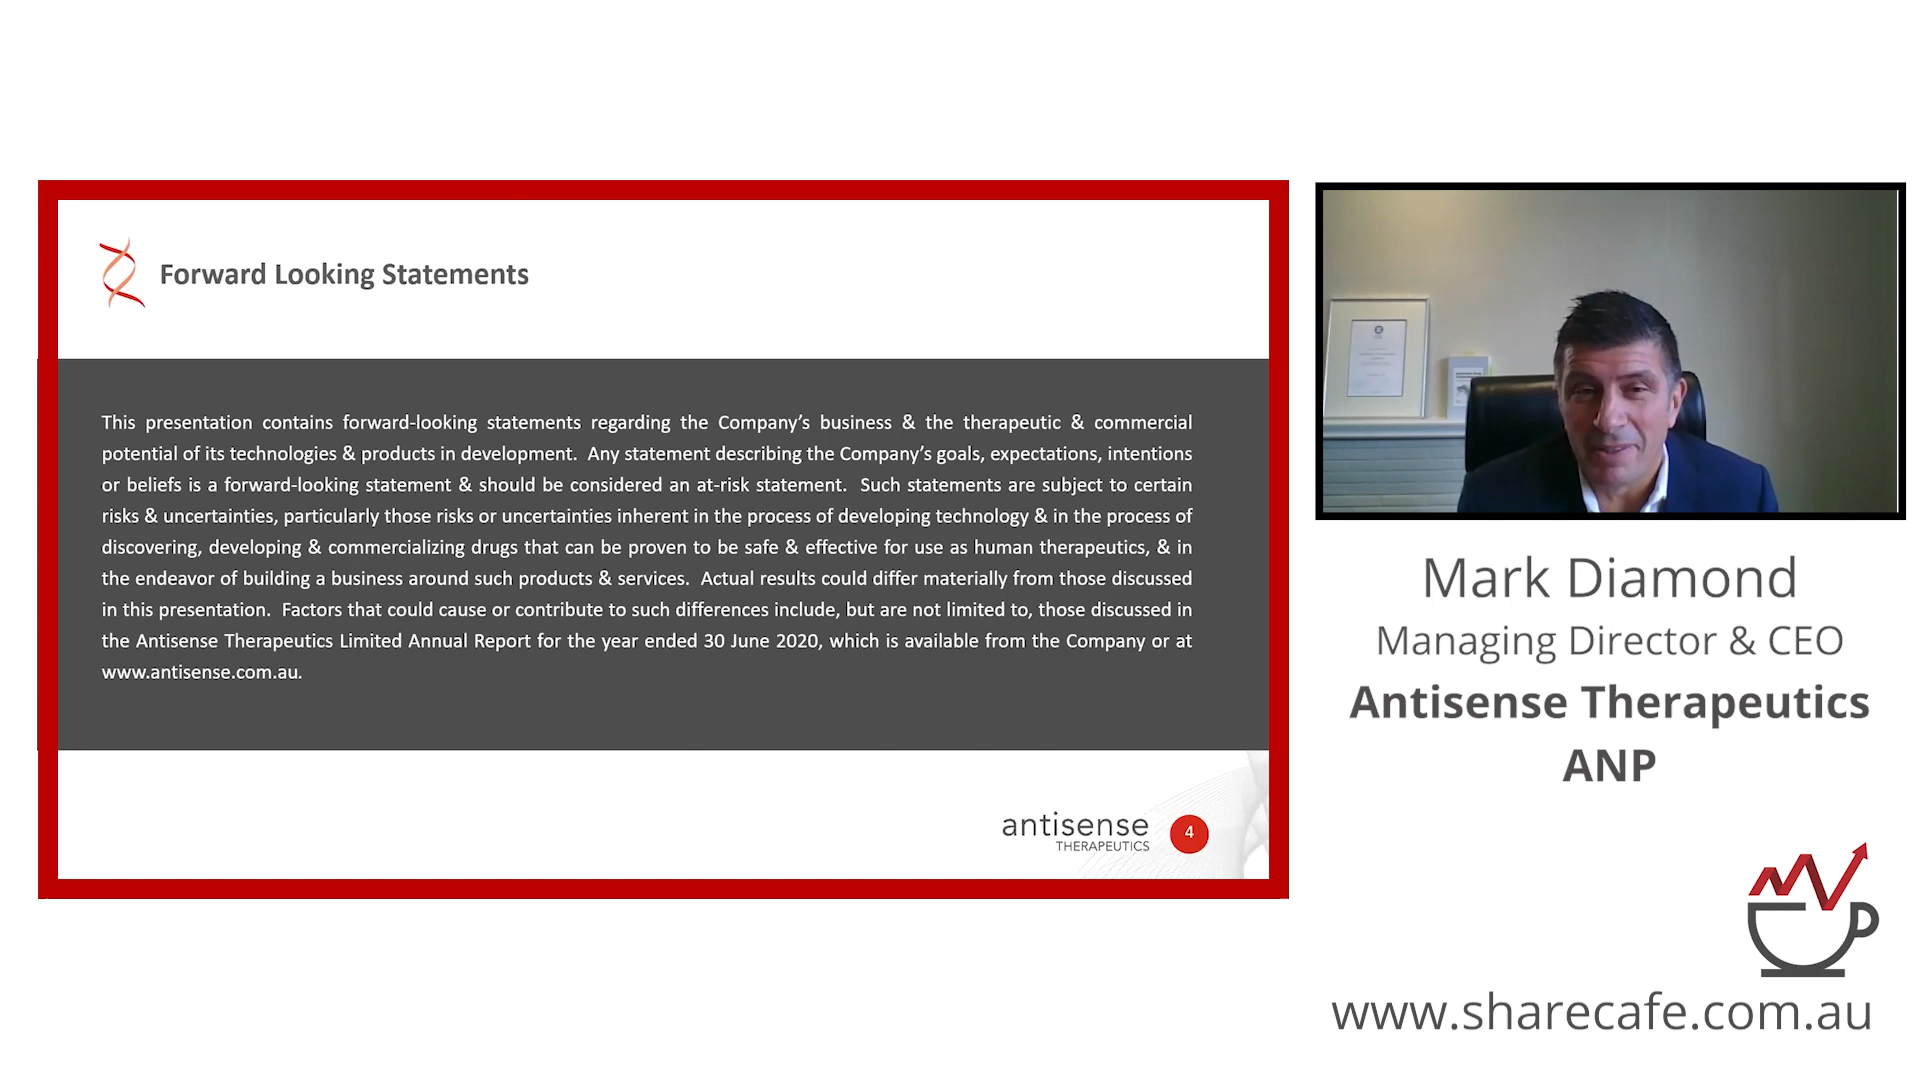 Forward Looking Statements
This presentation contains forward-looking statements regarding the Company’s business & the therapeutic & commercial
potential of its technologies & products in development.  Any statement describing the Company’s goals, expectations, intentions
or beliefs is a forward-looking statement & should be considered an at-risk statement.  Such statements are subject to certain
risks & uncertainties, particularly those risks or uncertainties inherent in the process of developing technology & in the process of
discovering, developing & commercializing drugs that can be proven to be safe & effective for use as human therapeutics, & in
the endeavor of building a business around such products & services.  Actual results could differ materially from those discussed
in this presentation.  Factors that could cause or contribute to such differences include, but are not limited to, those discussed in
the Antisense Therapeutics Limited Annual Report for the year ended 30 June 2020, which is available from the Company or at
www.antisense.com.au.
antisense
THERAPEUTICS
4
Mark Diamond
Managing Director & CEO
Antisense Therapeutics
ANP
www.sharecafe.com.au